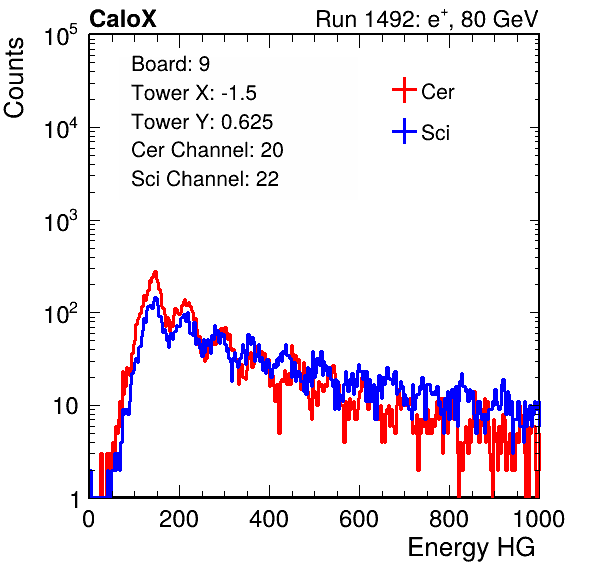 CaloX Run 1492: e⁺, 80 GeV
Counts
Board: 9
Tower X: -1.5
Tower Y: 0.625
Cer Channel: 20
Sci Channel: 22
Cer
Sci
10⁵
10⁴
10³
10²
10
1
0 200 400 600 800 1000
Energy HG